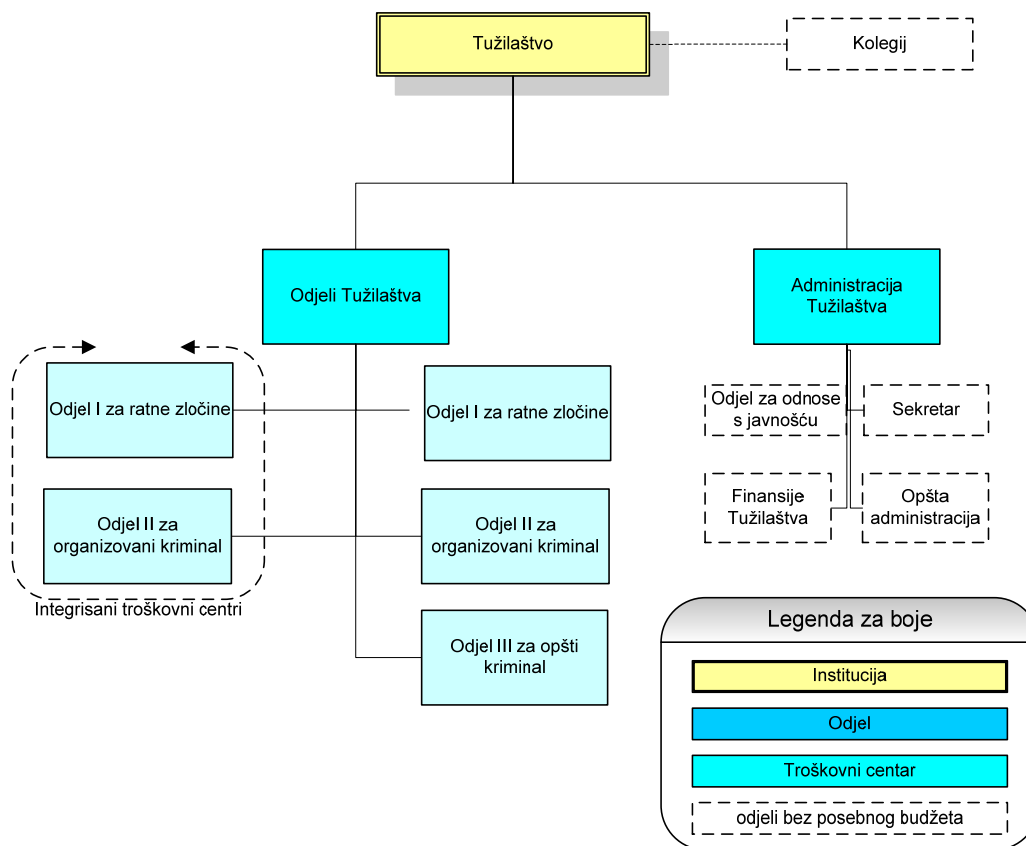 Tužilaštvo
Kolegij
Odjeli Tužilaštva
Administracija
Tužilaštva
Odjel I za ratne zločine
Odjel I za ratne zločine
Odjel za odnose
s javnošću
Sekretar
Odjel II za
organizovani kriminal
Odjel II za
organizovani kriminal
Finansije
Tužilaštva
Opšta
administracija
Integrisani troškovni centri
Odjel III za opšti
kriminal
Legenda za boje
Institucija
Odjel
Troškovni centar
odjeli bez posebnog budžeta